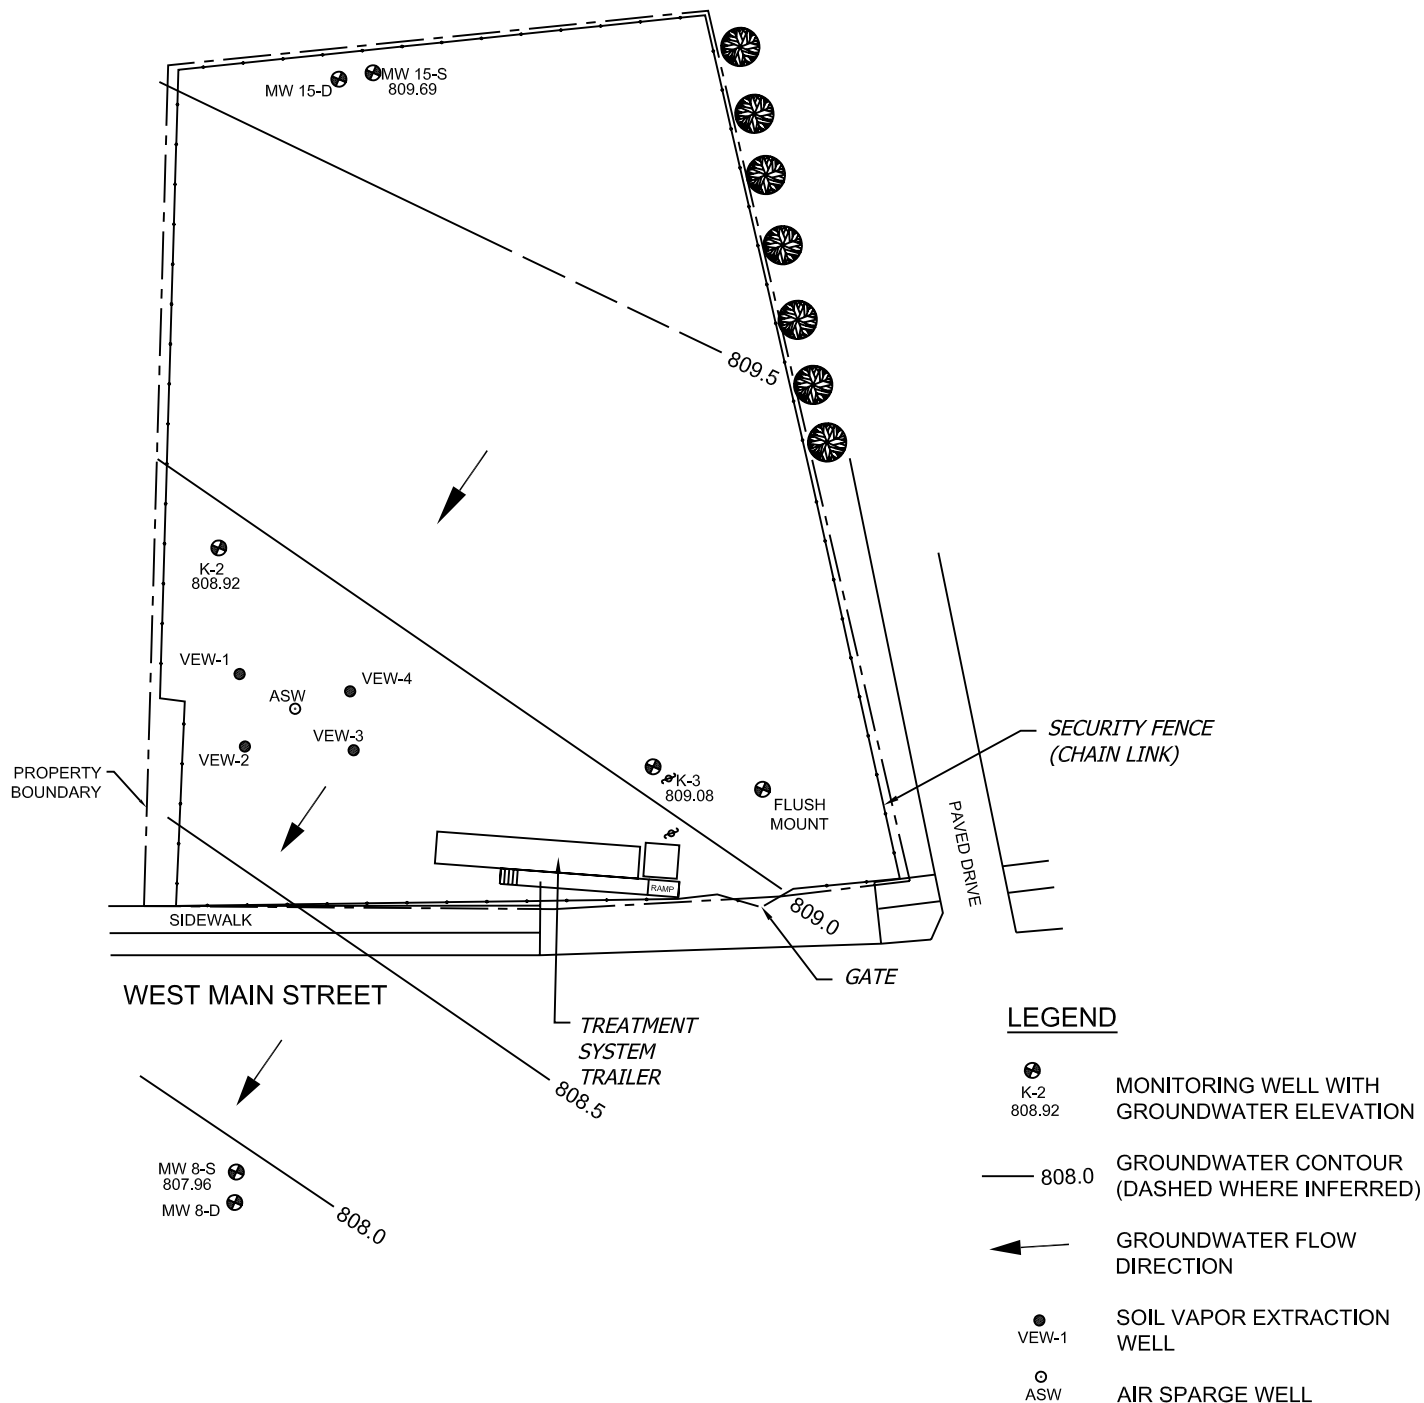 MW 15-S
809.69
MW 15-D
809.5
K-2
808.92
VEW-1
VEW-4
ASW
VEW-3
VEW-2
PROPERTY
BOUNDARY
SECURITY FENCE
(CHAIN LINK)
K-3
809.08
FLUSH
MOUNT
PAVED DRIVE
RAMP
809.0
SIDEWALK
GATE
WEST MAIN STREET
TREATMENT
SYSTEM
TRAILER
808.5
MW 8-S
807.96
MW 8-D
808.0
LEGEND
K-2
808.92
MONITORING WELL WITH
GROUNDWATER ELEVATION
808.0
GROUNDWATER CONTOUR
(DASHED WHERE INFERRED)
GROUNDWATER FLOW
DIRECTION
VEW-1
SOIL VAPOR EXTRACTION
WELL
ASW
AIR SPARGE WELL